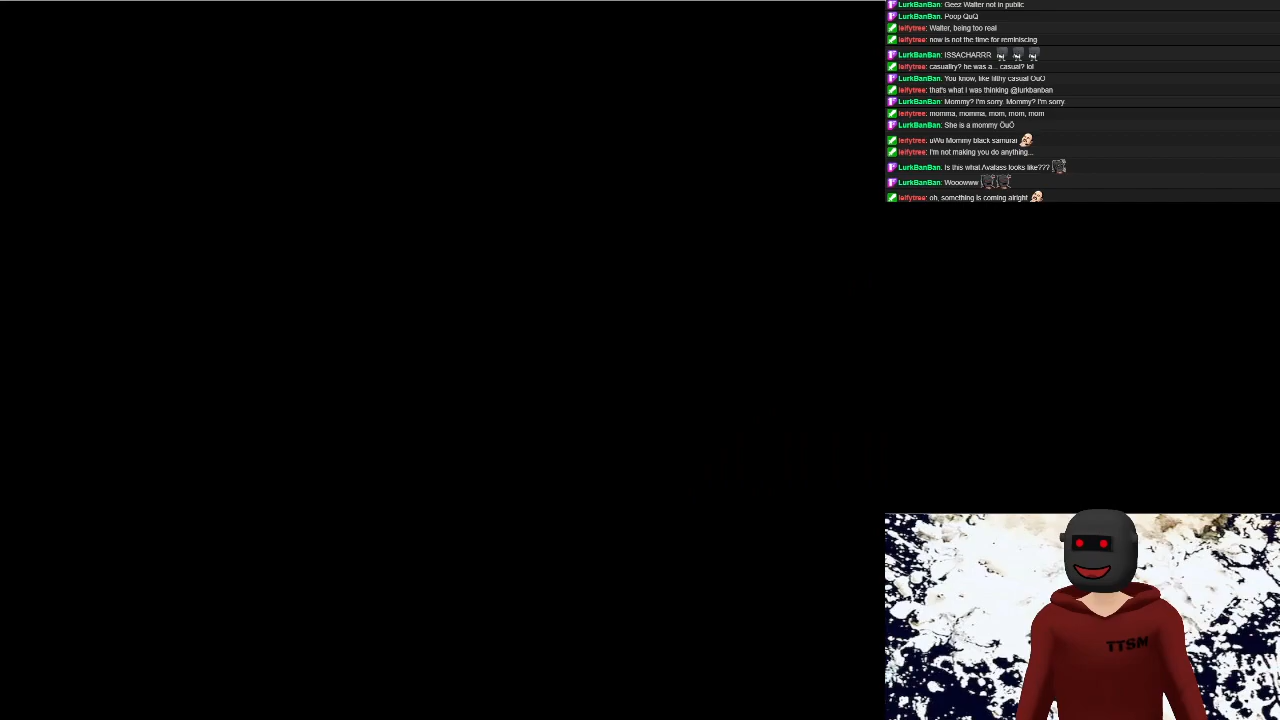 LurkBanBan: Geez Walter not in public
LurkBanBan: Poop QuQ
leifytree: Walter, being too real
leifytree: now is not the time for reminiscing
LurkBanBan: ISSACHARRR
leifytree: casuallry? he was a... casual? lol
LurkBanBan: You know, like filthy casual OuO
leifytree: that's what I was thinking @lurkbanban
LurkBanBan: Mommy? I'm sorry. Mommy? I'm sorry.
leifytree: momma, momma, mom, mom, mom
LurkBanBan: She is a mommy ÖuÖ
leifytree: uWu Mommy black samurai
leifytree: I'm not making you do anything...
LurkBanBan: Is this what Avatass looks like???
LurkBanBan: Wooowww
leifytree: oh, something is coming alright
TTSM